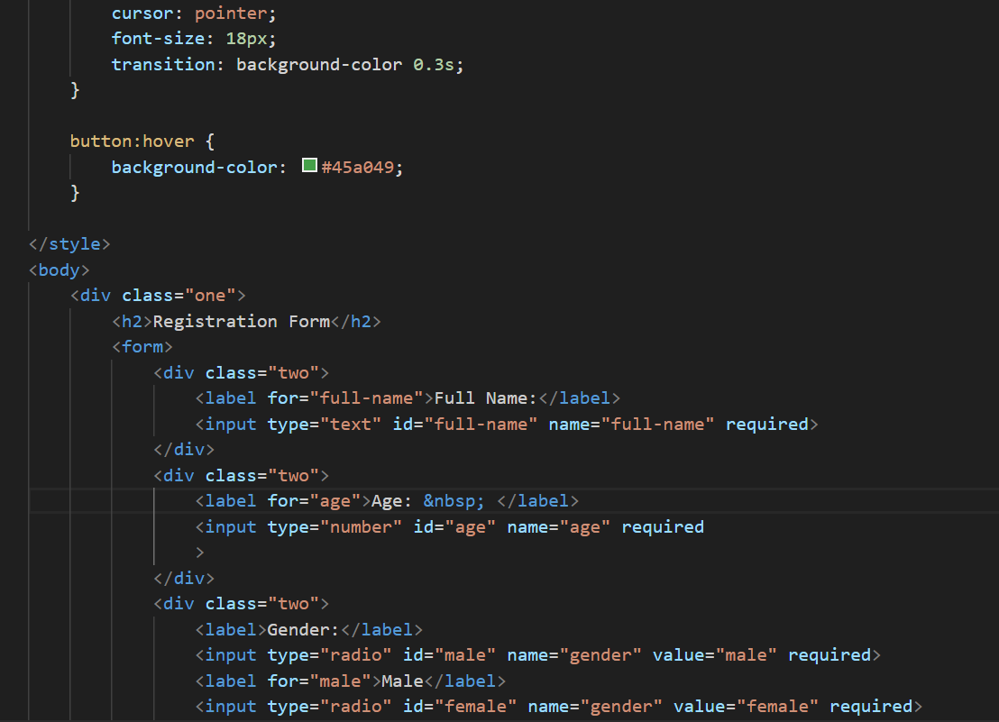 cursor: pointer;
font-size: 18px;
transition: background-color 0.3s;
}
button:hover {
background-color: #45a049;
}
</style>
<body>
<div class="one">
<h2>Registration Form</h2>
<form>
<div class="two">
<label for="full-name">Full Name:</label>
<input type="text" id="full-name" name="full-name" required>
</div>
<div class="two">
<label for="age">Age: &nbsp; </label>
<input type="number" id="age" name="age" required
>
</div>
<div class="two">
<label>Gender:</label>
<input type="radio" id="male" name="gender" value="male" required>
<label for="male">Male</label>
<input type="radio" id="female" name="gender" value="female" required>